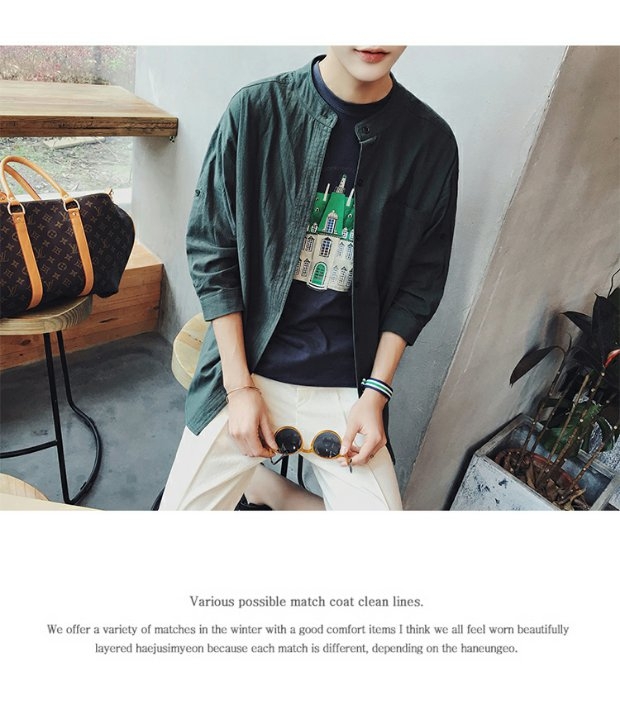 Various possible match coat clean lines.
We offer a variety of matches in the winter with a good comfort items I think we all feel worn beautifully
layered haejusimyeon because each match is different, depending on the haneungeo.